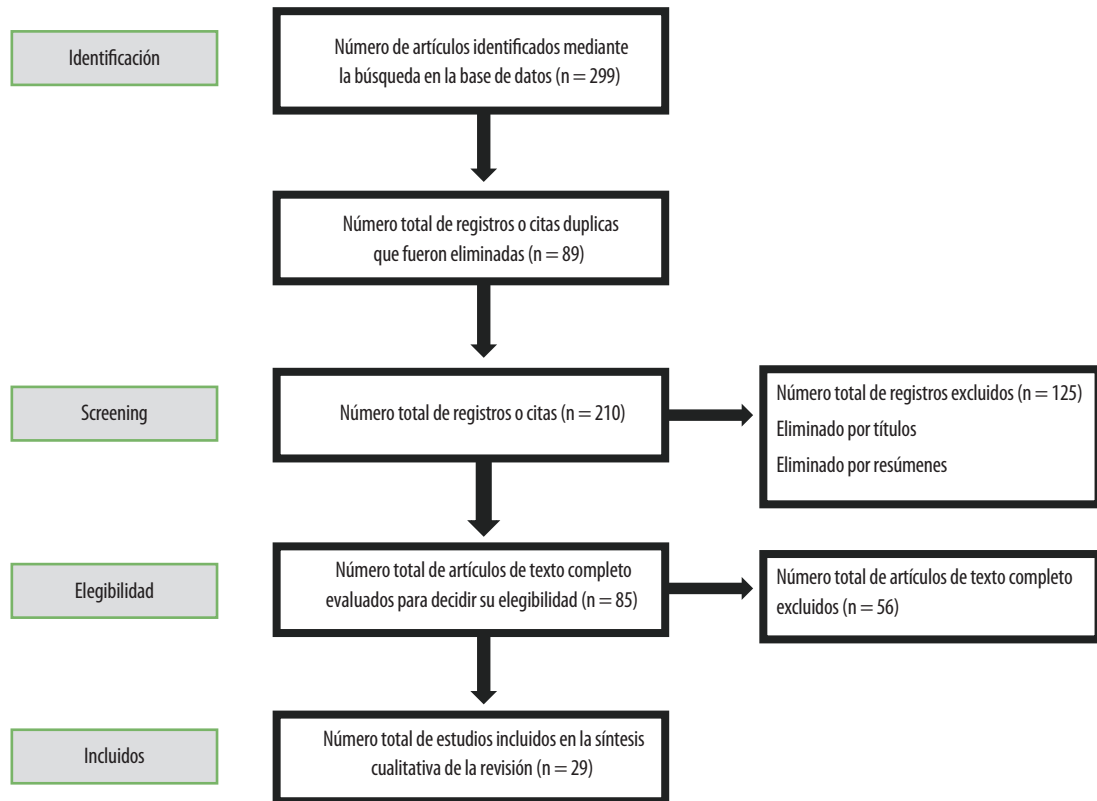 Identificación
Número de artículos identificados mediante
la búsqueda en la base de datos (n = 299)
Número total de registros o citas duplicas
que fueron eliminadas (n = 89)
Screening
Número total de registros o citas (n = 210)
Número total de registros excluidos (n = 125)
Eliminado por títulos
Eliminado por resúmenes
Elegibilidad
Número total de artículos de texto completo
evaluados para decidir su elegibilidad (n = 85)
Número total de artículos de texto completo
excluidos (n = 56)
Incluidos
Número total de estudios incluidos en la síntesis
cualitativa de la revisión (n = 29)